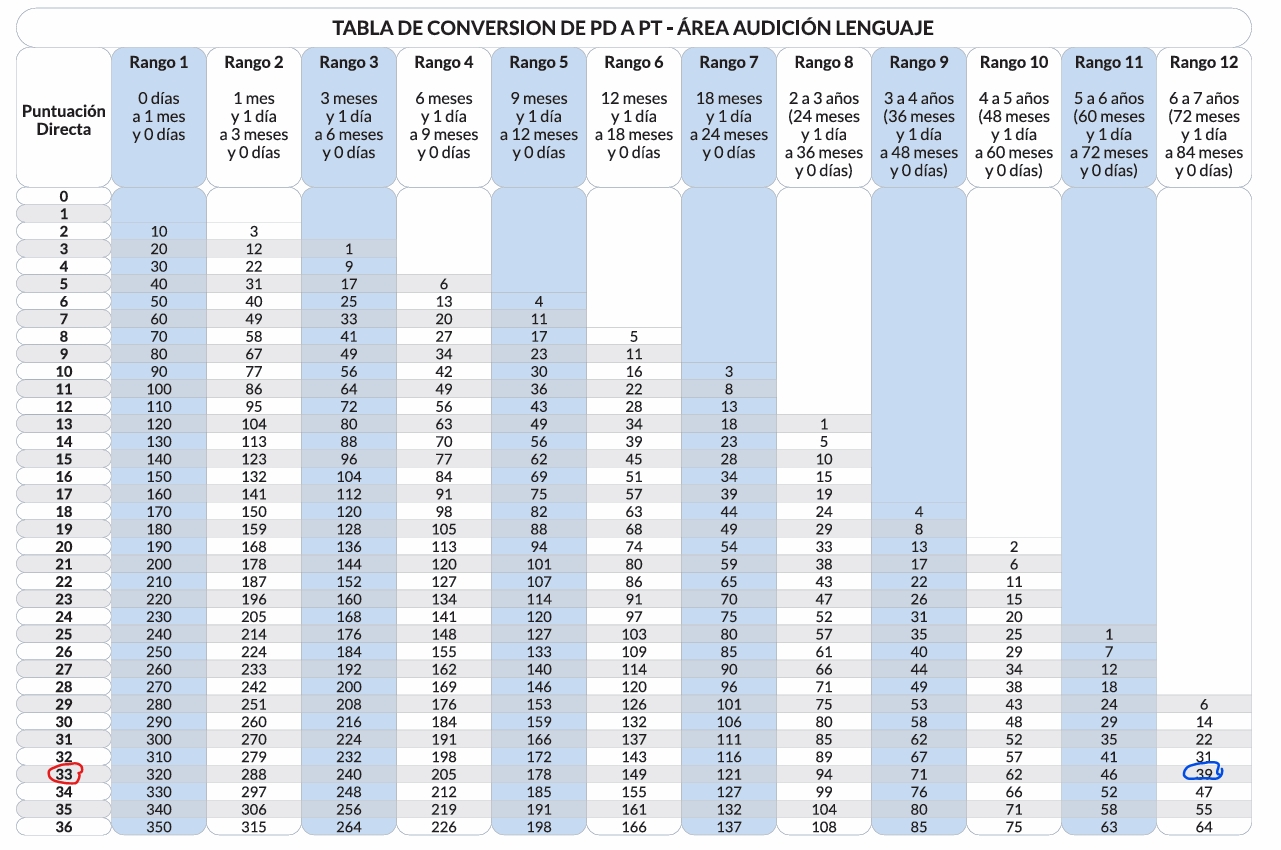 TABLA DE CONVERSION DE PD A PT - ÁREA AUDICIÓN LENGUAJE
Puntuación Directa
Rango 1 0 días a 1 mes y 0 días
Rango 2 1 mes y 1 día a 3 meses y 0 días
Rango 3 3 meses y 1 día a 6 meses y 0 días
Rango 4 6 meses y 1 día a 9 meses y 0 días
Rango 5 9 meses y 1 día a 12 meses y 0 días
Rango 6 12 meses y 1 día a 18 meses y 0 días
Rango 7 18 meses y 1 día a 24 meses y 0 días
Rango 8 2 a 3 años (24 meses y 1 día a 36 meses y 0 días)
Rango 9 3 a 4 años (36 meses y 1 día a 48 meses y 0 días)
Rango 10 4 a 5 años (48 meses y 1 día a 60 meses y 0 días)
Rango 11 5 a 6 años (60 meses y 1 día a 72 meses y 0 días)
Rango 12 6 a 7 años (72 meses y 1 día a 84 meses y 0 días)
0
1
2 10 3
3 20 12 1
4 30 22 9
5 40 31 17 6
6 50 40 25 13 4
7 60 49 33 20 11
8 70 58 41 27 17 5
9 80 67 49 34 23 11
10 90 77 56 42 30 16 3
11 100 86 64 49 36 22 8
12 110 95 72 56 43 28 13
13 120 104 80 63 49 34 18 1
14 130 113 88 70 56 39 23 5
15 140 123 96 77 62 45 28 10
16 150 132 104 84 69 51 34 15
17 160 141 112 91 75 57 39 19
18 170 150 120 98 82 63 44 24 4
19 180 159 128 105 88 68 49 29 8
20 190 168 136 113 94 74 54 33 13 2
21 200 178 144 120 101 80 59 38 17 6
22 210 187 152 127 107 86 65 43 22 11
23 220 196 160 134 114 91 70 47 26 15
24 230 205 168 141 120 97 75 52 31 20
25 240 214 176 148 127 103 80 57 35 25 1
26 250 224 184 155 133 109 85 61 40 29 7
27 260 233 192 162 140 114 90 66 44 34 12
28 270 242 200 169 146 120 96 71 49 38 18
29 280 251 208 176 153 126 101 75 53 43 24 6
30 290 260 216 184 159 132 106 80 58 48 29 14
31 300 270 224 191 166 137 111 85 62 52 35 22
32 310 279 232 198 172 143 116 89 67 57 41 31
33 320 288 240 205 178 149 121 94 71 62 46 39
34 330 297 248 212 185 155 127 99 76 66 52 47
35 340 306 256 219 191 161 132 104 80 71 58 55
36 350 315 264 226 198 166 137 108 85 75 63 64